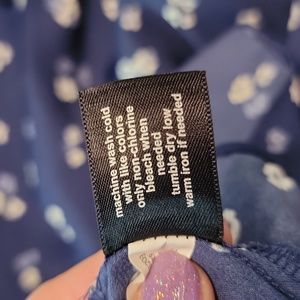 machine wash cold
with like colors
only non-chlorine
bleach when
needed
tumble dry low
warm iron if needed